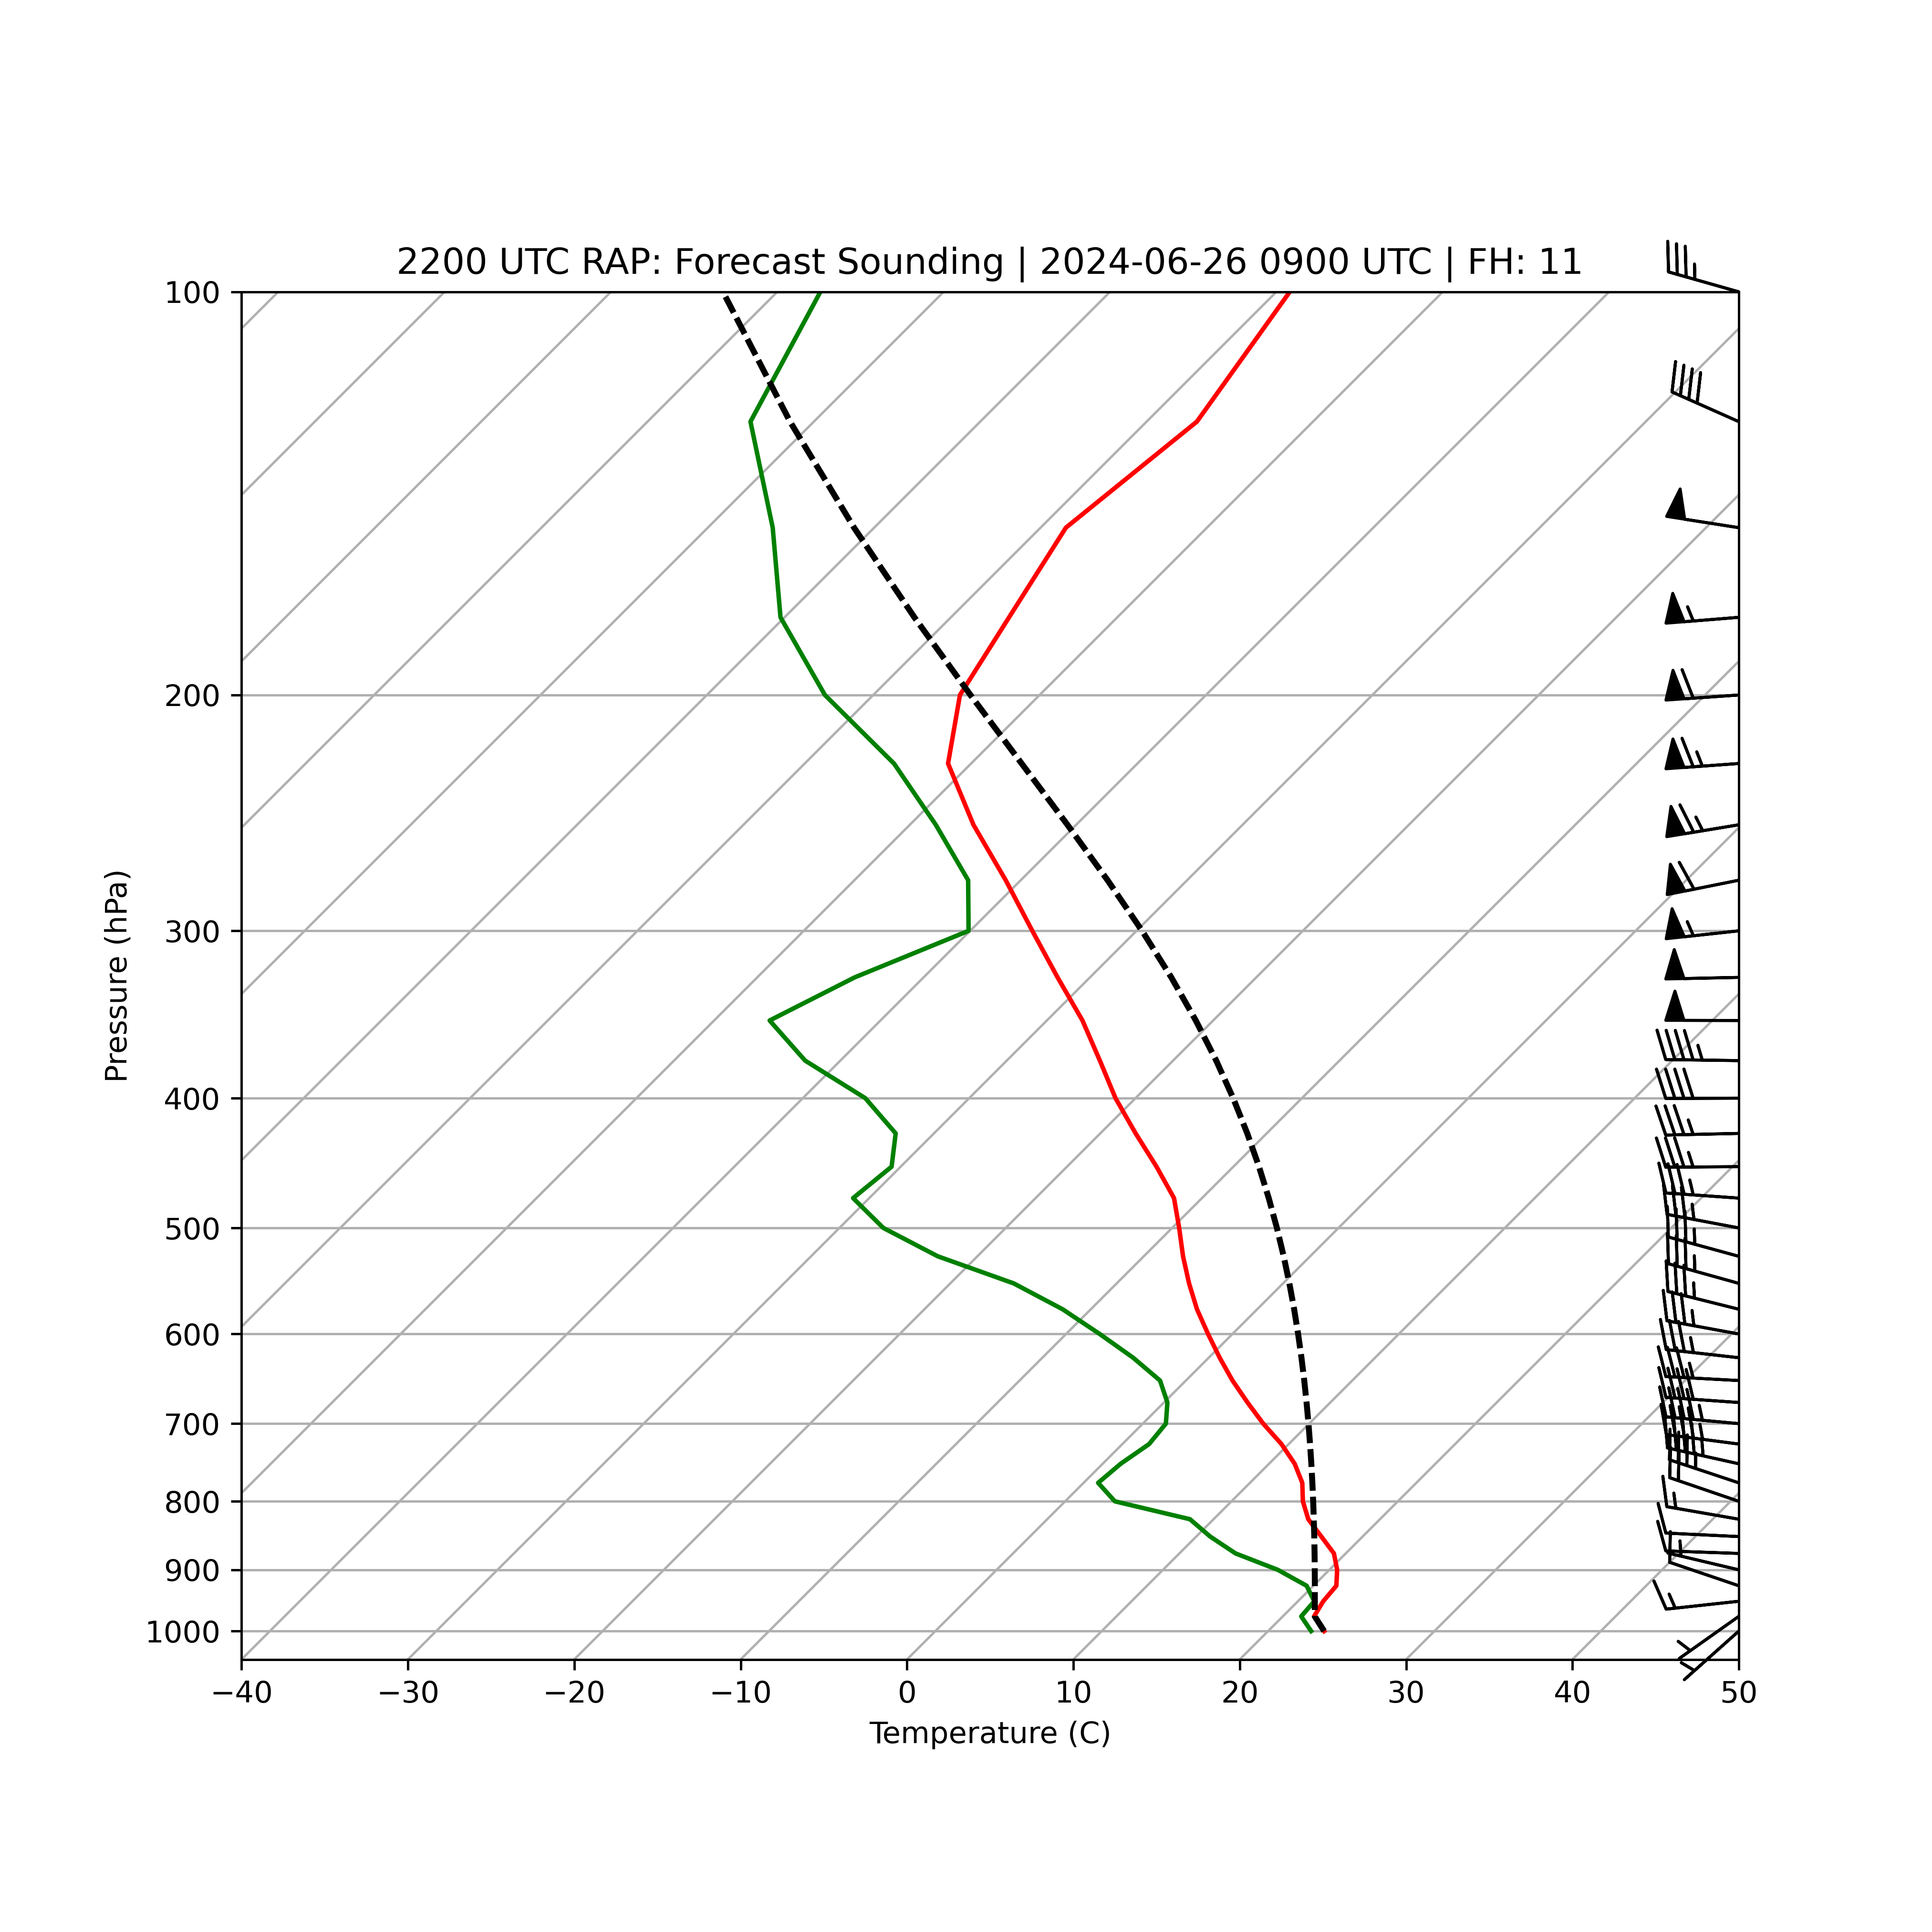 2200 UTC RAP: Forecast Sounding | 2024-06-26 0900 UTC | FH: 11
100
200
300
400
500
600
700
800
900
1000
Pressure (hPa)
−40 −30 −20 −10 0 10 20 30 40 50
Temperature (C)